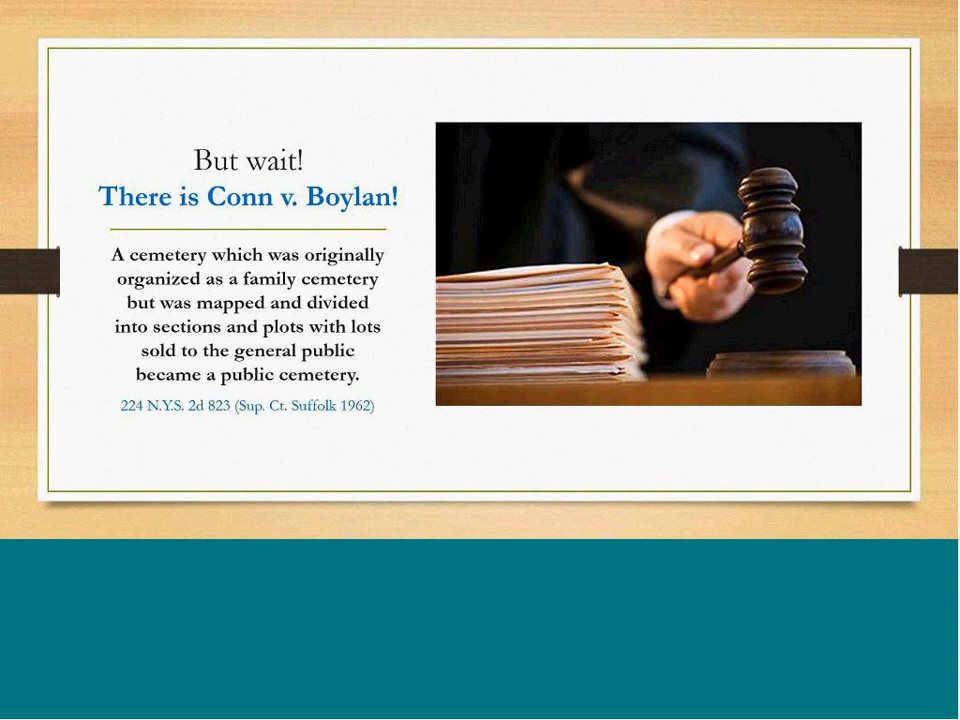 But wait!
There is Conn v. Boylan!
A cemetery which was originally
organized as a family cemetery
but was mapped and divided
into sections and plots with lots
sold to the general public
became a public cemetery.
224 N.Y.S. 2d 823 (Sup. Ct. Suffolk 1962)